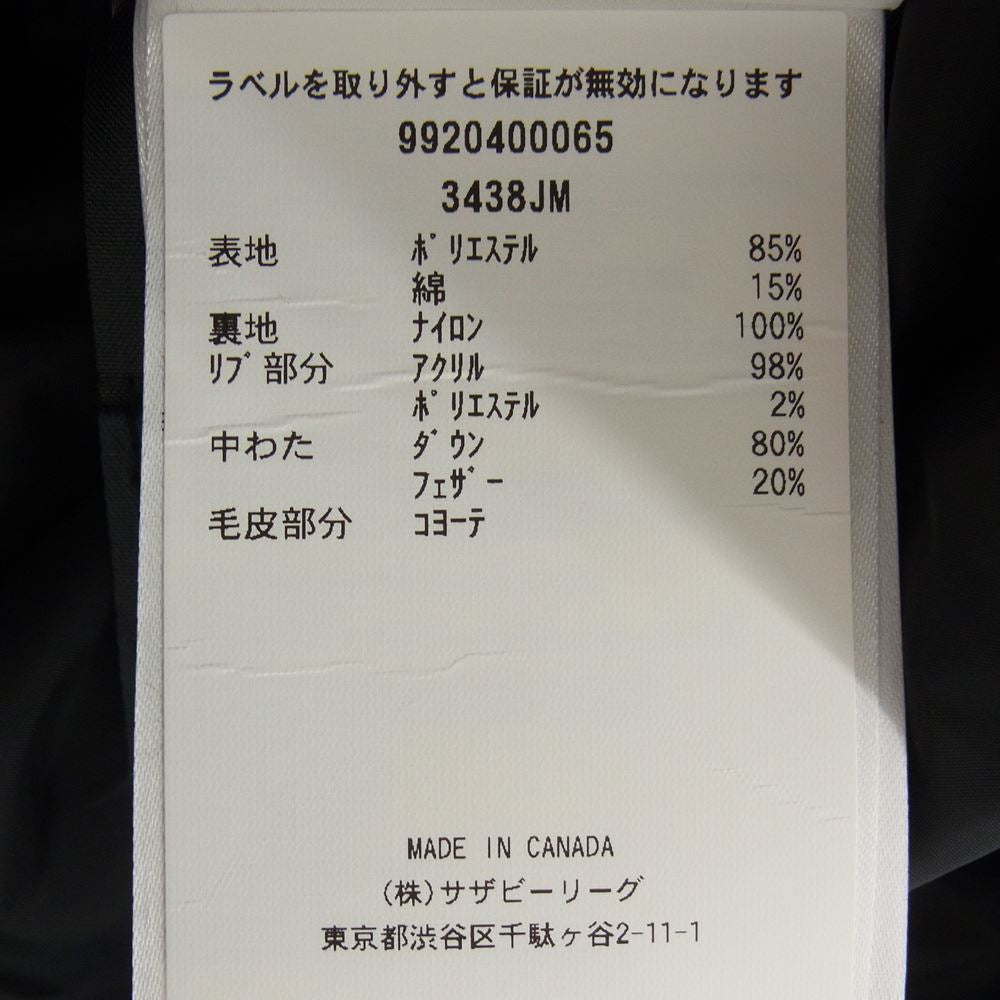 ラベルを取り外すと保証が無効になります
9920400065
3438JM
表地 ﾎﾟﾘｴｽﾃﾙ 85%
綿 15%
裏地 ﾅｲﾛﾝ 100%
ﾘﾌﾞ部分 ｱｸﾘﾙ 98%
ﾎﾟﾘｴｽﾃﾙ 2%
中わた ﾀﾞｳﾝ 80%
ﾌｪｻﾞｰ 20%
毛皮部分 ｺﾖｰﾃ
MADE IN CANADA
(株)サザビーリーグ
東京都渋谷区千駄ヶ谷2-11-1